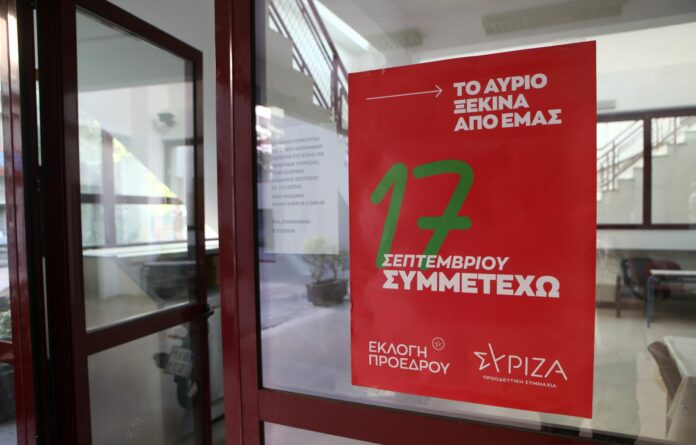 ΤΟ ΑΥΡΙΟ
ΞΕΚΙΝΑ
ΑΠΟ ΕΜΑΣ
17
ΣΕΠΤΕΜΒΡΙΟΥ
ΣΥΜΜΕΤΕΧΩ
ΕΚΛΟΓΗ
ΠΡΟΕΔΡΟΥ
ΣΥΡΙΖΑ
ΠΡΟΟΔΕΥΤΙΚΗ ΣΥΜΜΑΧΙΑ